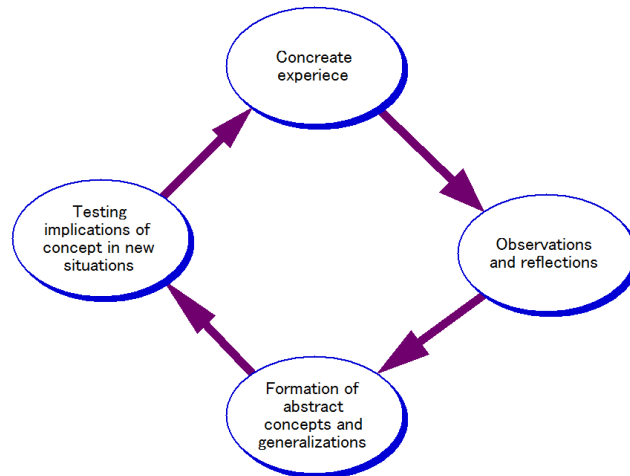 Concreate
experiece
Observations
and reflections
Formation of
abstract
concepts and
generalizations
Testing
implications of
concept in new
situations